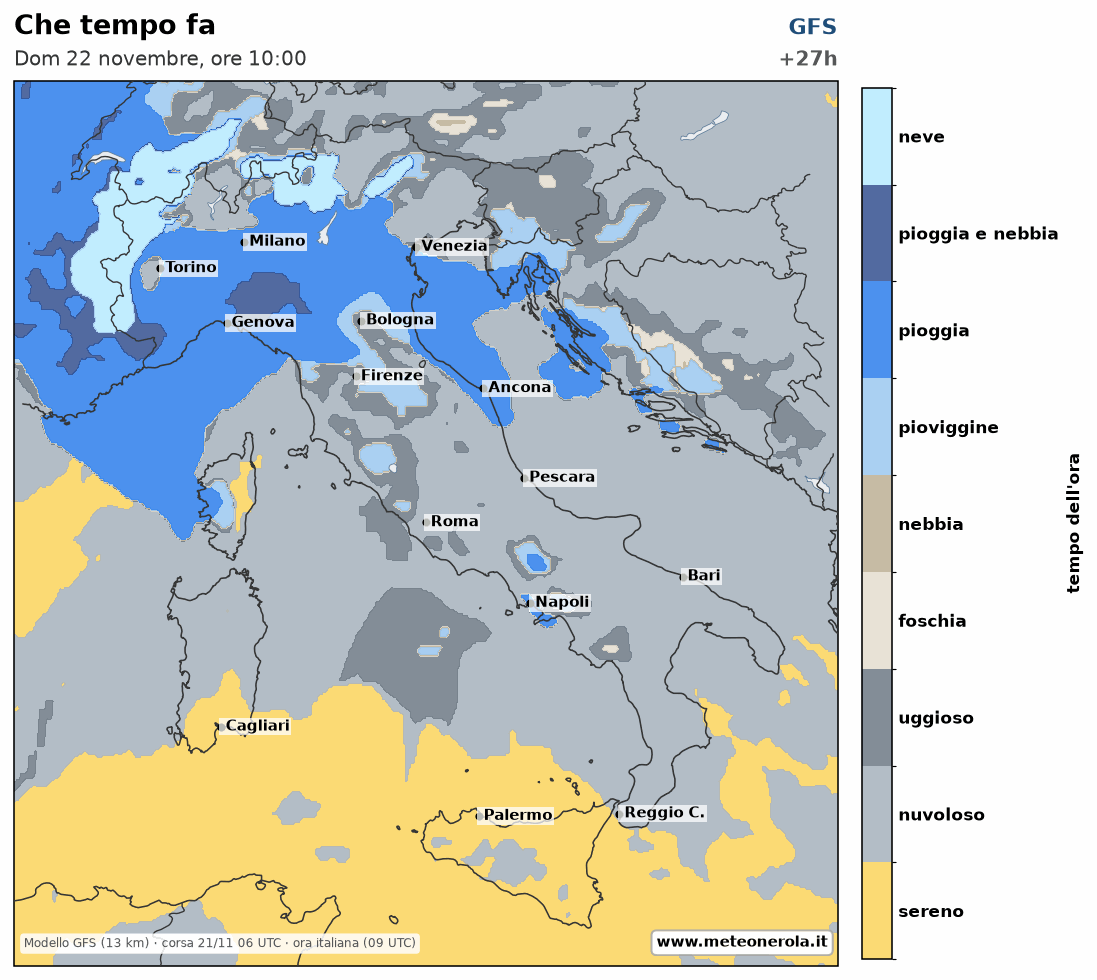 Che tempo fa
GFS
Dom 22 novembre, ore 10:00
+27h
neve
pioggia e nebbia
pioggia
pioviggine
nebbia
foschia
uggioso
nuvoloso
sereno
tempo dell'ora
Milano
Venezia
Torino
Genova
Bologna
Firenze
Ancona
Pescara
Roma
Bari
Napoli
Cagliari
Palermo
Reggio C.
Modello GFS (13 km) · corsa 21/11 06 UTC · ora italiana (09 UTC)
www.meteonerola.it